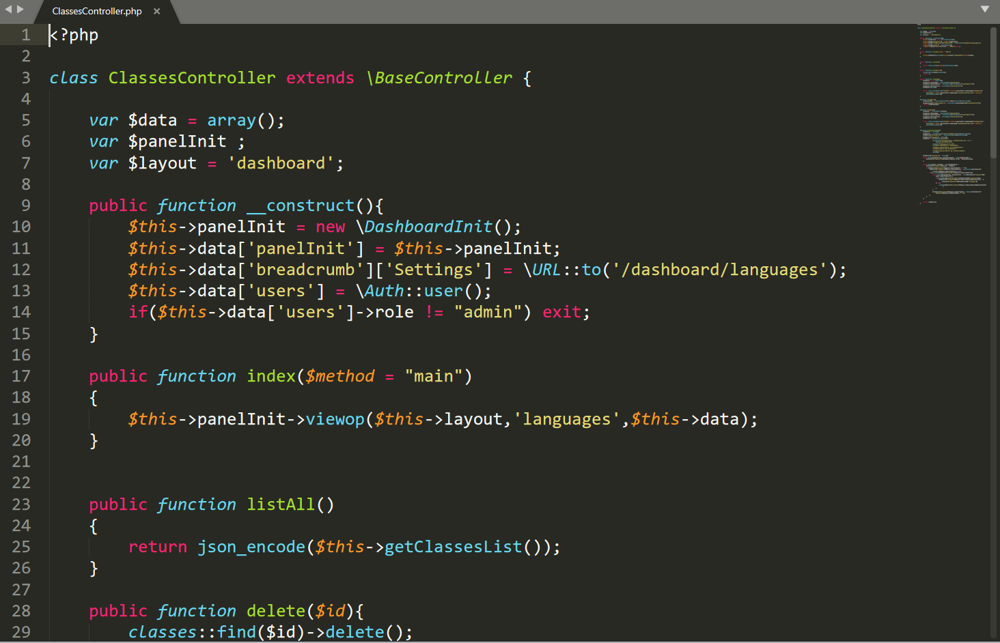 ClassesController.php ×
1 <?php
2
3 class ClassesController extends \BaseController {
4
5     var $data = array();
6     var $panelInit ;
7     var $layout = 'dashboard';
8
9     public function __construct(){
10         $this->panelInit = new \DashboardInit();
11         $this->data['panelInit'] = $this->panelInit;
12         $this->data['breadcrumb']['Settings'] = \URL::to('/dashboard/languages');
13         $this->data['users'] = \Auth::user();
14         if($this->data['users']->role != "admin") exit;
15     }
16
17     public function index($method = "main")
18     {
19         $this->panelInit->viewop($this->layout,'languages',$this->data);
20     }
21
22
23     public function listAll()
24     {
25         return json_encode($this->getClassesList());
26     }
27
28     public function delete($id){
29         classes::find($id)->delete();